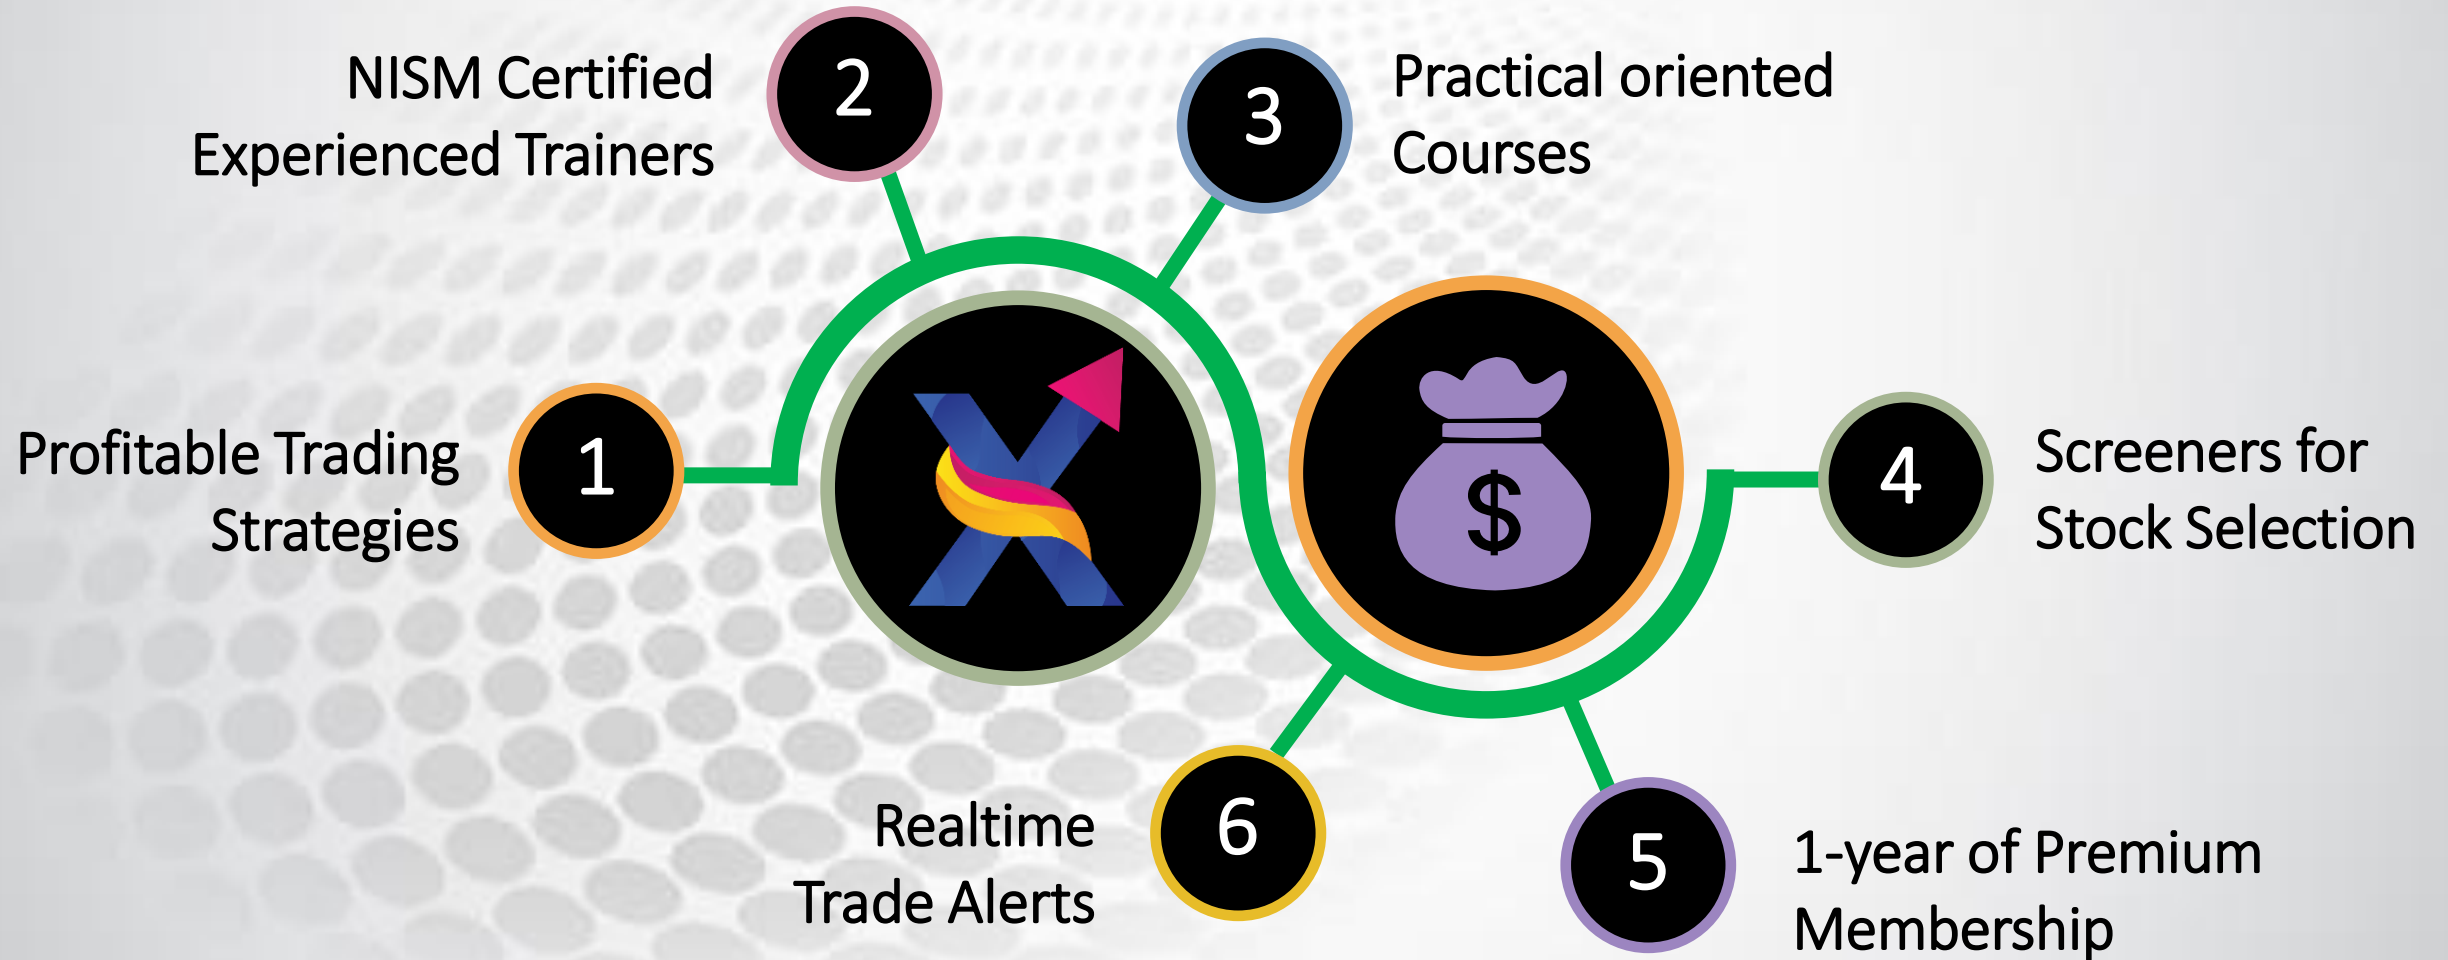 1
Profitable Trading
Strategies
2
NISM Certified
Experienced Trainers
3
Practical oriented
Courses
4
Screeners for
Stock Selection
5
1-year of Premium
Membership
6
Realtime
Trade Alerts
$